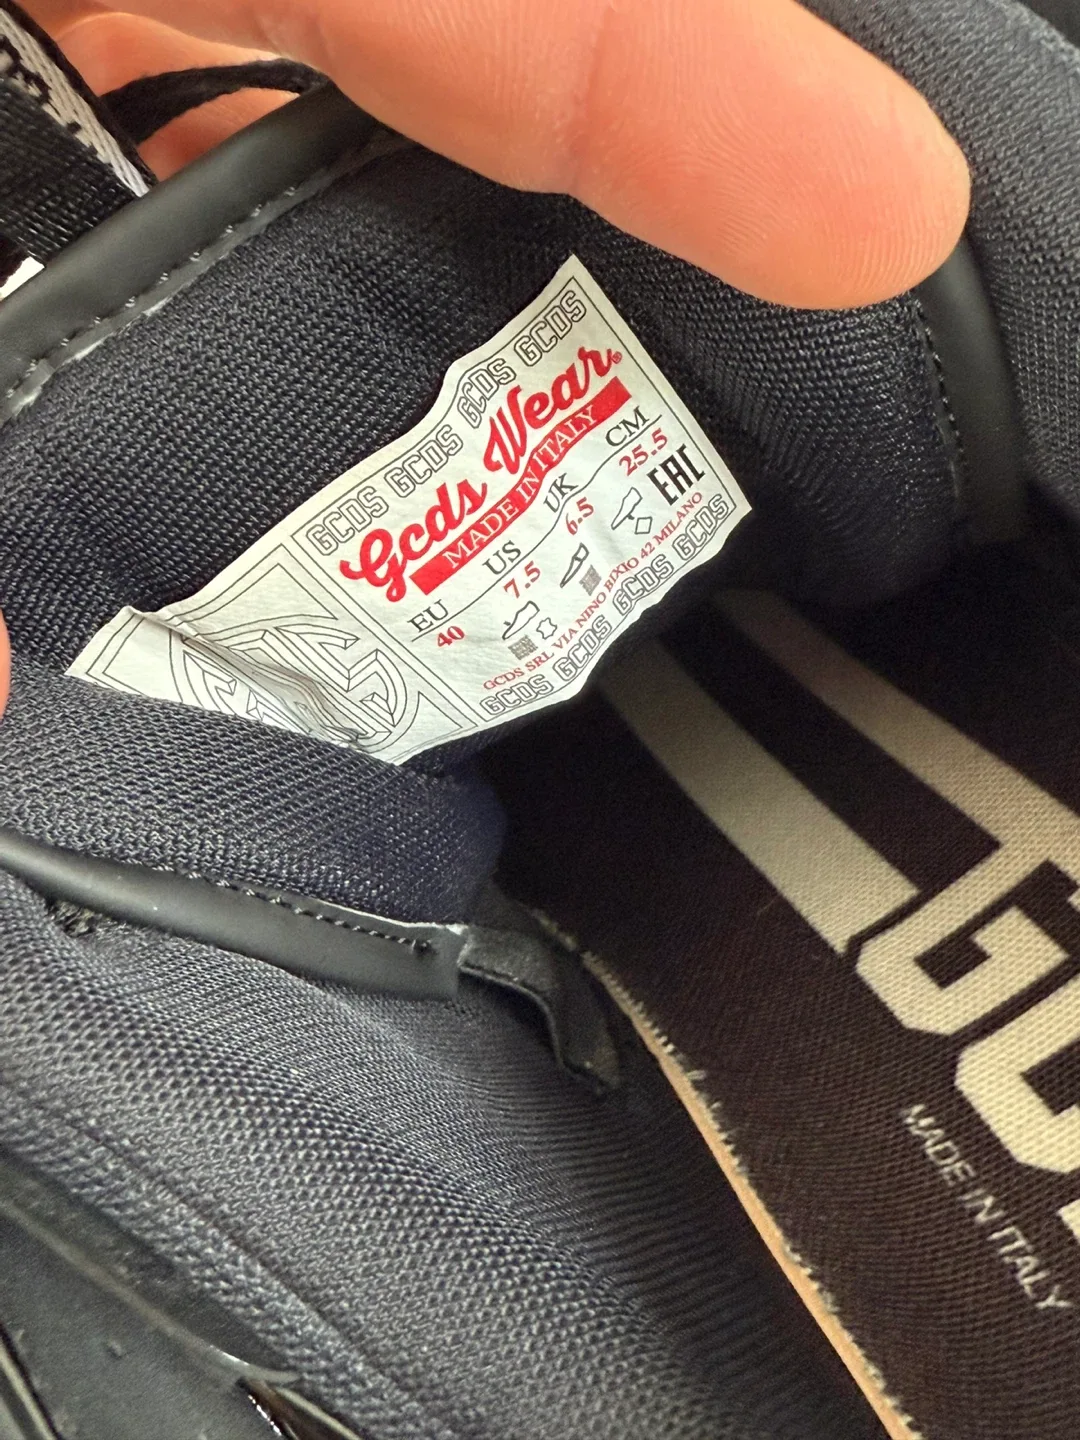 GCDS GCDS GCDS GCDS
Gcds Wear®
MADE IN ITALY
EU US UK CM
40 7.5 6.5 25.5
EAC
GCDS SRL VIA NINO BIXIO 42 MILANO
GCDS GCDS GCDS GCDS
MADE IN ITALY